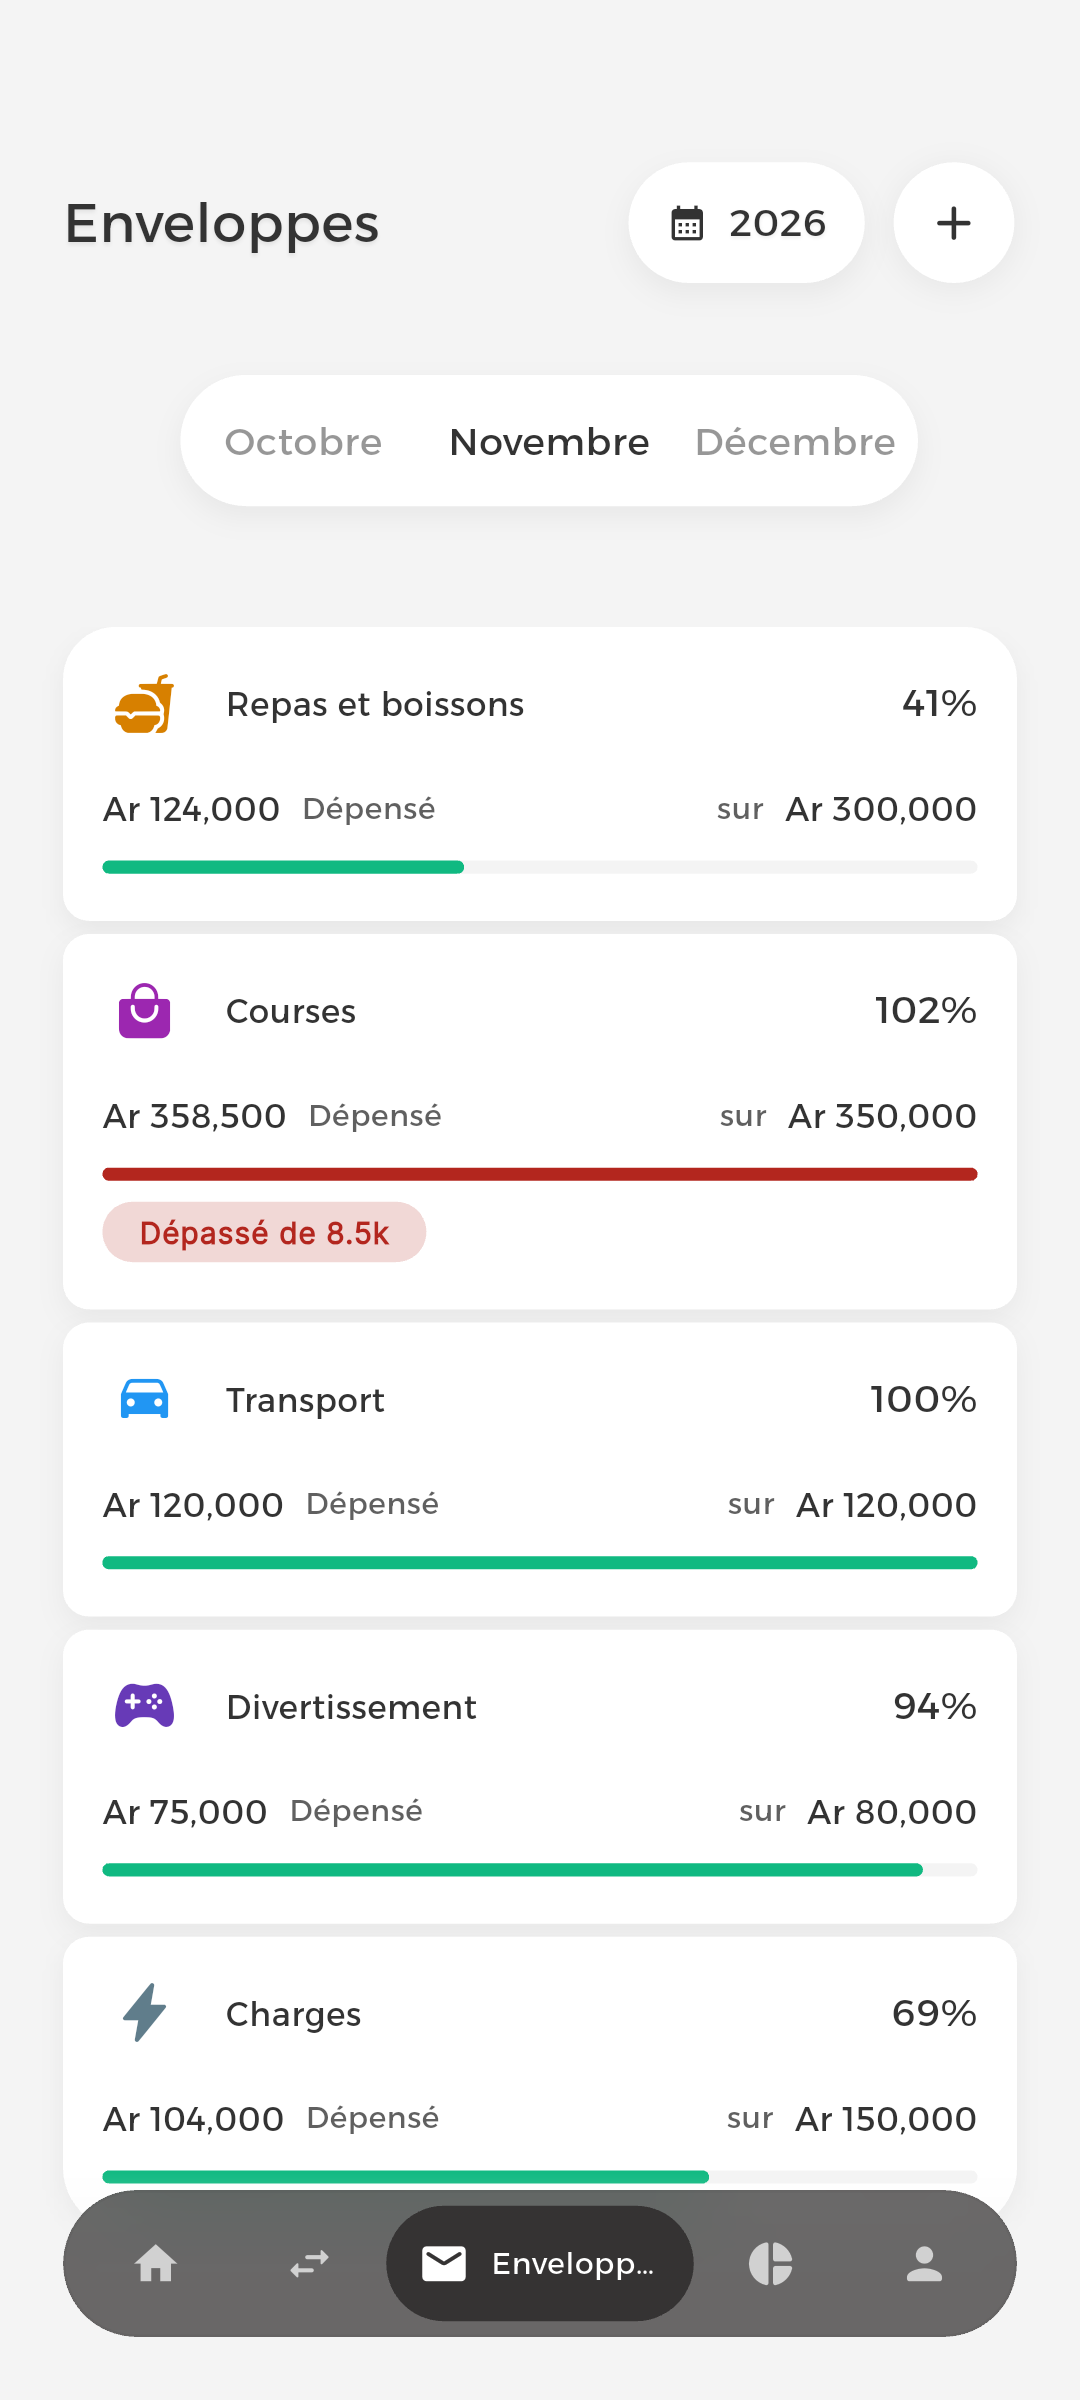 Enveloppes
2026
Octobre Novembre Décembre
Repas et boissons 41%
Ar 124,000 Dépensé sur Ar 300,000
Courses 102%
Ar 358,500 Dépensé sur Ar 350,000
Dépassé de 8.5k
Transport 100%
Ar 120,000 Dépensé sur Ar 120,000
Divertissement 94%
Ar 75,000 Dépensé sur Ar 80,000
Charges 69%
Ar 104,000 Dépensé sur Ar 150,000
Envelopp...